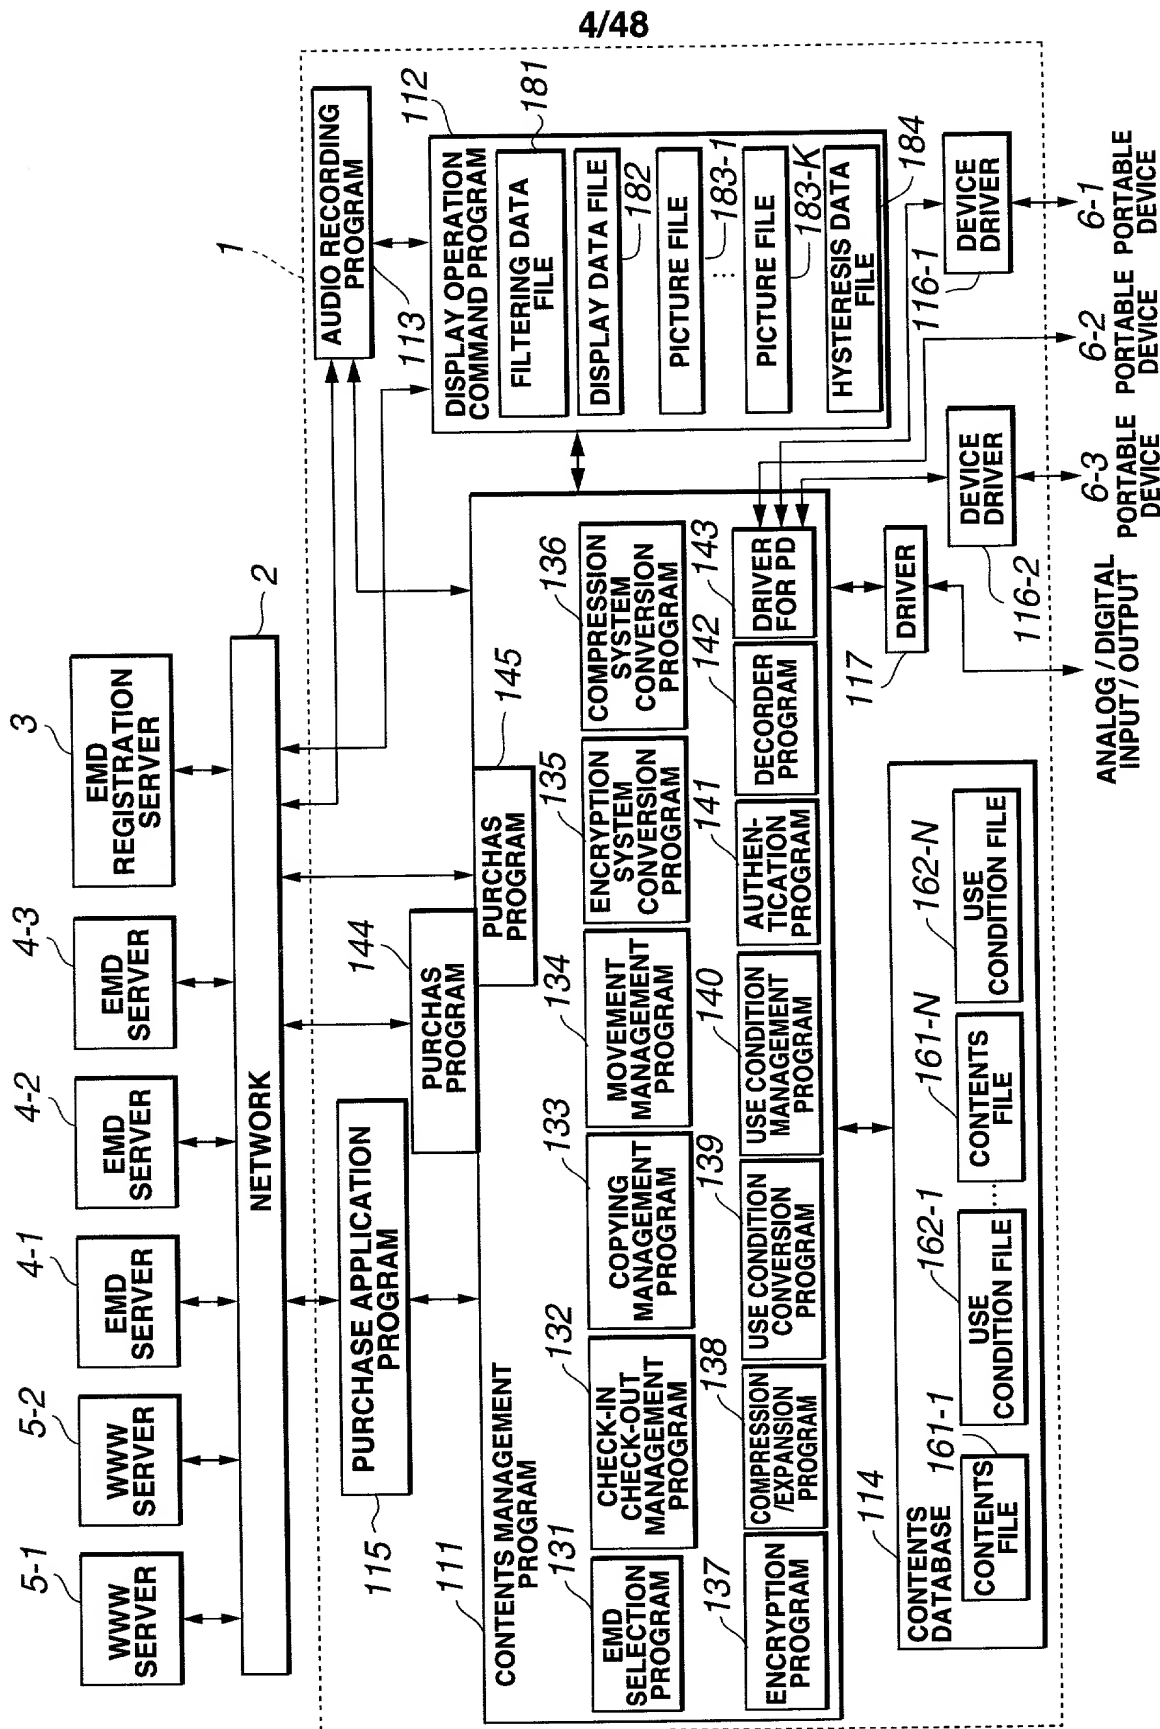 4/48
5-1
WWW
SERVER
5-2
WWW
SERVER
4-1
EMD
SERVER
4-2
EMD
SERVER
4-3
EMD
SERVER
3
EMD
REGISTRATION
SERVER
NETWORK
2
1
115
PURCHASE APPLICATION
PROGRAM
144
PURCHAS
PROGRAM
145
PURCHAS
PROGRAM
AUDIO RECORDING
PROGRAM
113
111
CONTENTS MANAGEMENT
PROGRAM
131
EMD
SELECTION
PROGRAM
132
CHECK-IN
CHECK-OUT
MANAGEMENT
PROGRAM
133
COPYING
MANAGEMENT
PROGRAM
134
MOVEMENT
MANAGEMENT
PROGRAM
135
ENCRYPTION
SYSTEM
CONVERSION
PROGRAM
136
COMPRESSION
SYSTEM
CONVERSION
PROGRAM
137
ENCRYPTION
PROGRAM
138
COMPRESSION
/EXPANSION
PROGRAM
139
USE CONDITION
CONVERSION
PROGRAM
140
USE CONDITION
MANAGEMENT
PROGRAM
141
AUTHEN-
TICATION
PROGRAM
142
DECORDER
PROGRAM
143
DRIVER
FOR PD
112
DISPLAY OPERATION
COMMAND PROGRAM
181
FILTERING DATA
FILE
DISPLAY DATA FILE
182
PICTURE FILE
183-1
PICTURE FILE
183-K
HYSTERESIS DATA
FILE
184
114
CONTENTS
DATABASE
161-1
CONTENTS
FILE
162-1
USE
CONDITION FILE
161-N
CONTENTS
FILE
162-N
USE
CONDITION FILE
117
DRIVER
116-2
DEVICE
DRIVER
116-1
DEVICE
DRIVER
ANALOG / DIGITAL
INPUT / OUTPUT
6-3
PORTABLE
DEVICE
6-2
PORTABLE
DEVICE
6-1
PORTABLE
DEVICE